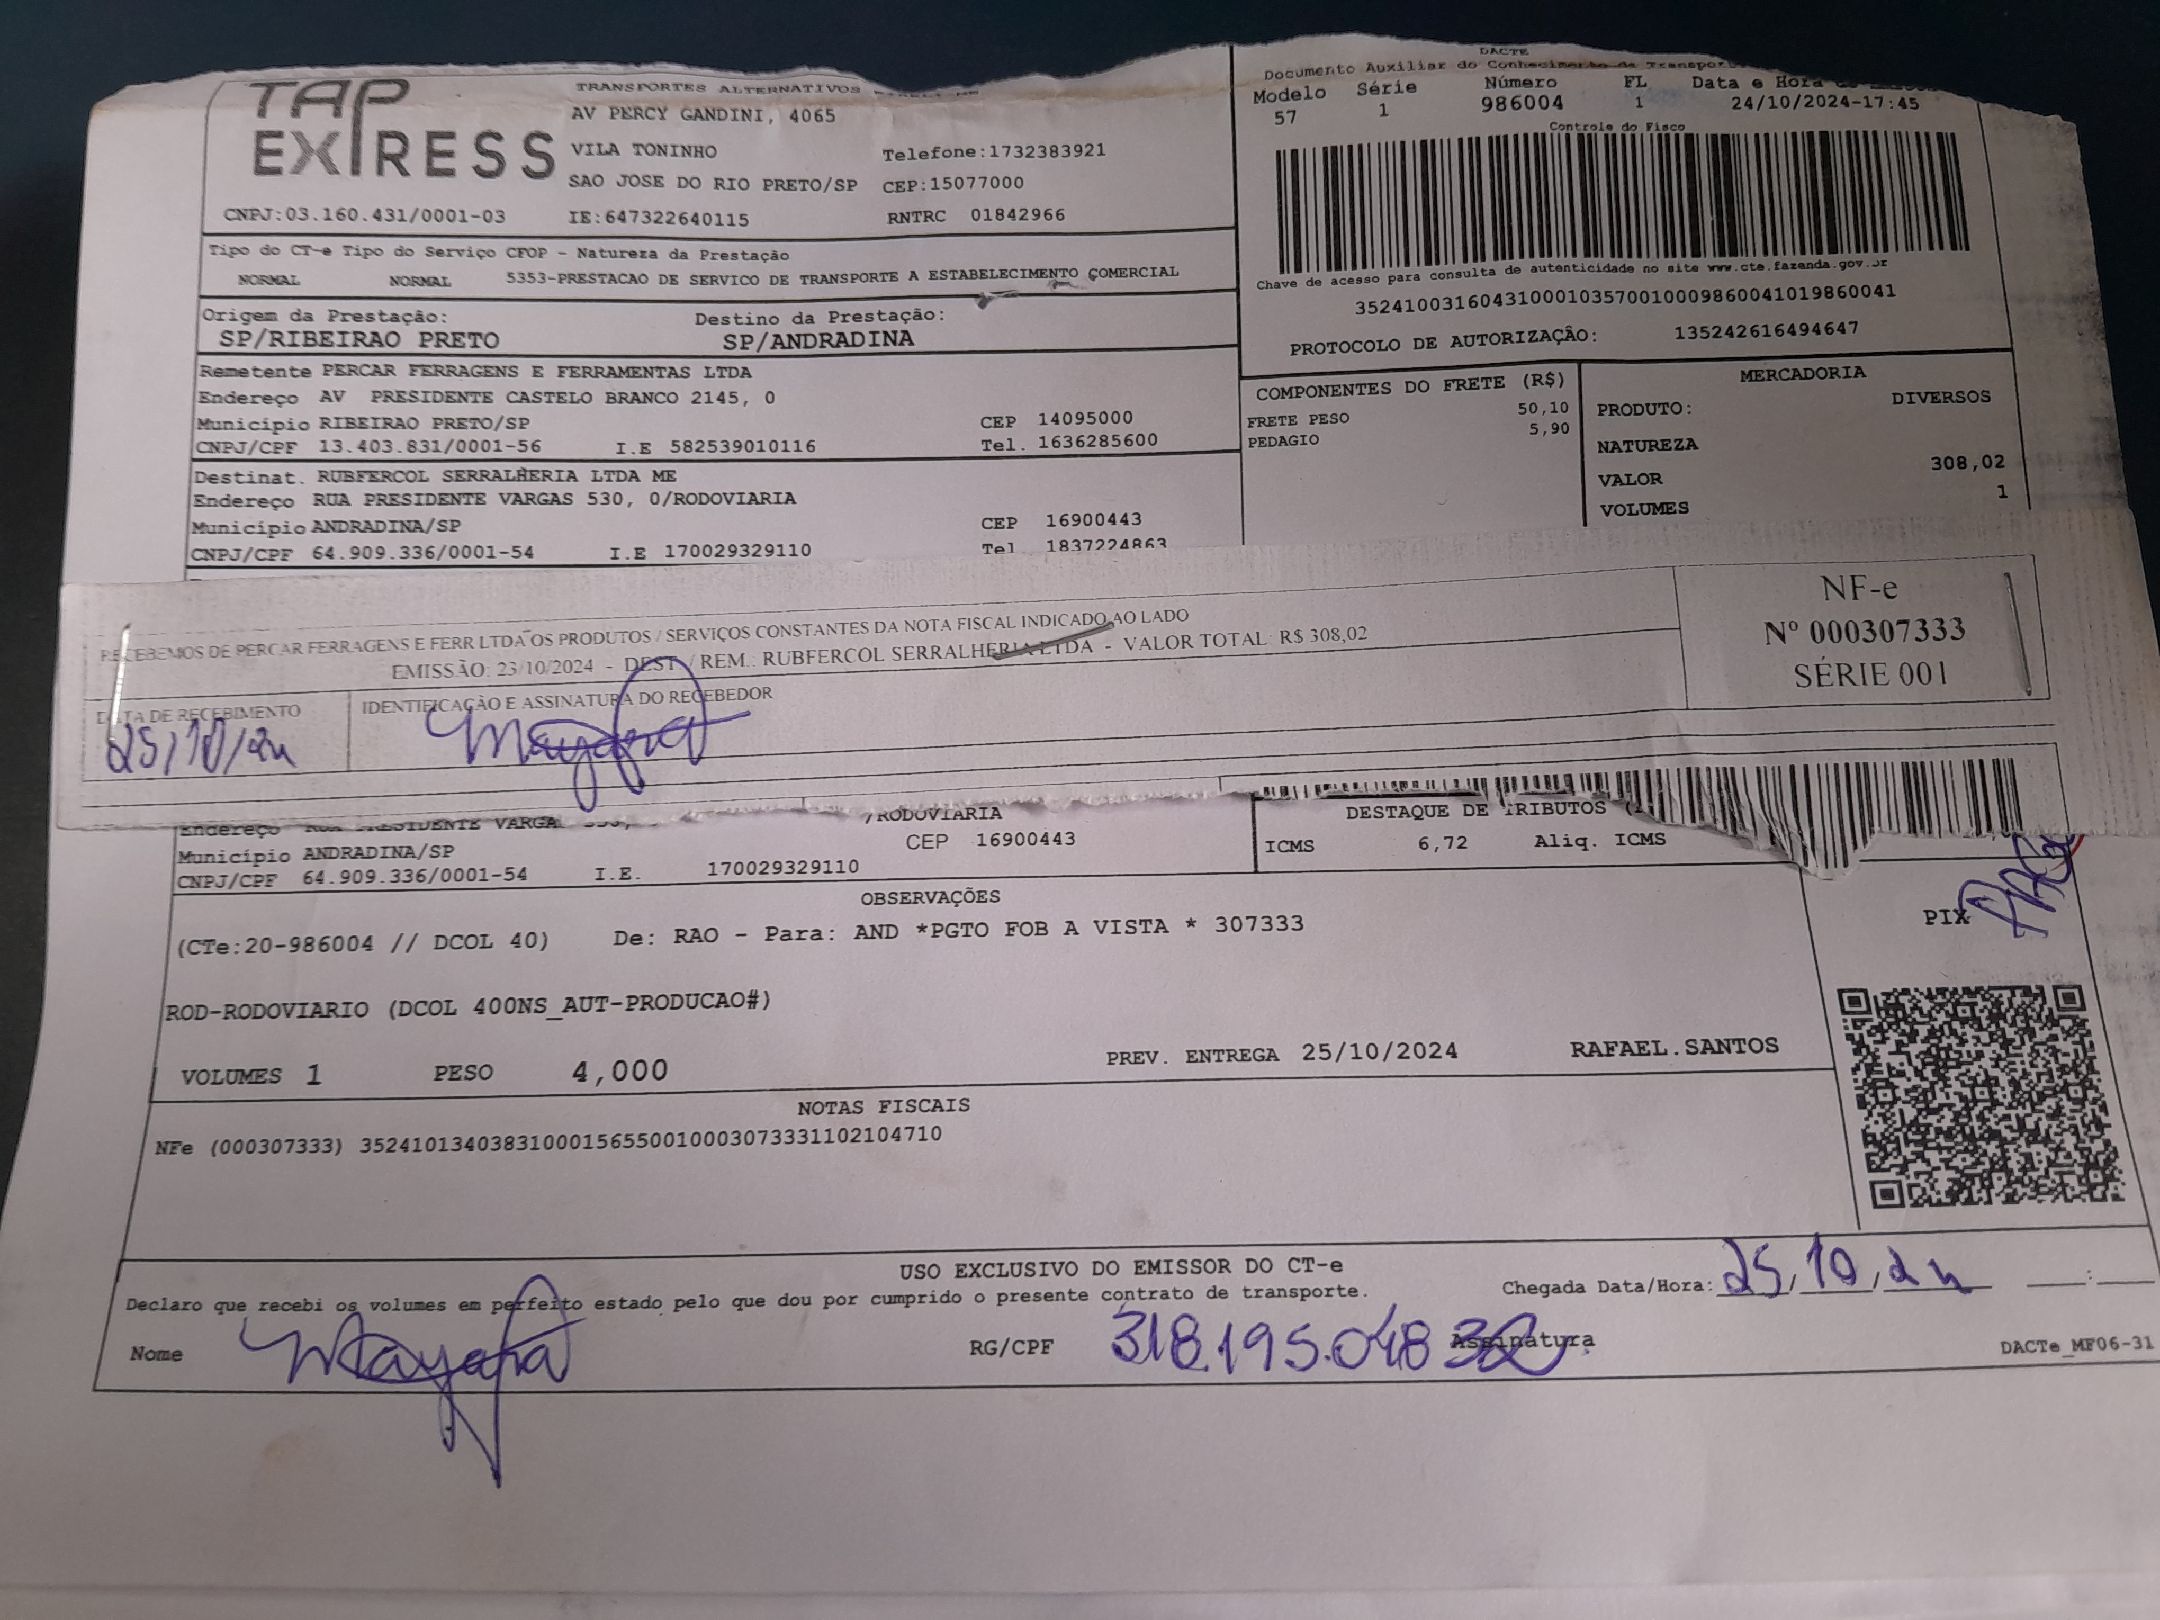 TAP
EXPRESS
TRANSPORTES ALTERNATIVOS
AV PERCY GANDINI, 4065
VILA TONINHO Telefone:1732383921
SAO JOSE DO RIO PRETO/SP CEP:15077000
CNPJ:03.160.431/0001-03 IE:647322640115 RNTRC 01842966
DACTE
Documento Auxiliar do Conhecimento de Transpor
Modelo Série Número FL Data e Hora
57 1 986004 1 24/10/2024-17:45
Controle do Fisco
Chave de acesso para consulta de autenticidade no site www.cte.fazenda.gov.br
35241003160431000103570010009860041019860041
PROTOCOLO DE AUTORIZAÇÃO: 135242616494647
Tipo do CT-e Tipo do Serviço CFOP - Natureza da Prestação
NORMAL NORMAL 5353-PRESTACAO DE SERVICO DE TRANSPORTE A ESTABELECIMENTO COMERCIAL
Origem da Prestação: Destino da Prestação:
SP/RIBEIRAO PRETO SP/ANDRADINA
Remetente PERCAR FERRAGENS E FERRAMENTAS LTDA
Endereço AV PRESIDENTE CASTELO BRANCO 2145, 0
Município RIBEIRAO PRETO/SP CEP 14095000
CNPJ/CPF 13.403.831/0001-56 I.E 582539010116 Tel. 1636285600
COMPONENTES DO FRETE (R$)
FRETE PESO 50,10
PEDAGIO 5,90
MERCADORIA
PRODUTO: DIVERSOS
NATUREZA
VALOR 308,02
VOLUMES 1
Destinat. RUBFERCOL SERRALHERIA LTDA ME
Endereço RUA PRESIDENTE VARGAS 530, 0/RODOVIARIA
Município ANDRADINA/SP CEP 16900443
CNPJ/CPF 64.909.336/0001-54 I.E 170029329110 Tel 1837224863
RECEBEMOS DE PERCAR FERRAGENS E FERR LTDA OS PRODUTOS / SERVIÇOS CONSTANTES DA NOTA FISCAL INDICADO AO LADO
EMISSÃO: 23/10/2024 - DEST / REM.: RUBFERCOL SERRALHERIA LTDA - VALOR TOTAL: R$ 308,02
NF-e
Nº 000307333
SÉRIE 001
DATA DE RECEBIMENTO IDENTIFICAÇÃO E ASSINATURA DO RECEBEDOR
25/10/24
Endereço RUA PRESIDENTE VARGA 530, /RODOVIARIA
Município ANDRADINA/SP CEP 16900443
CNPJ/CPF 64.909.336/0001-54 I.E. 170029329110
DESTAQUE DE TRIBUTOS
ICMS 6,72 Aliq. ICMS
OBSERVAÇÕES
(CTe:20-986004 // DCOL 40) De: RAO - Para: AND *PGTO FOB A VISTA * 307333
PIX
ROD-RODOVIARIO (DCOL 400NS_AUT-PRODUCAO#)
VOLUMES 1 PESO 4,000 PREV. ENTREGA 25/10/2024 RAFAEL.SANTOS
NOTAS FISCAIS
NFe (000307333) 35241013403831000156550010003073331102104710
USO EXCLUSIVO DO EMISSOR DO CT-e
Declaro que recebi os volumes em perfeito estado pelo que dou por cumprido o presente contrato de transporte. Chegada Data/Hora: 25/10/24 :
Nome RG/CPF 318.195.048 32 Assinatura
DACTe_MF06-31